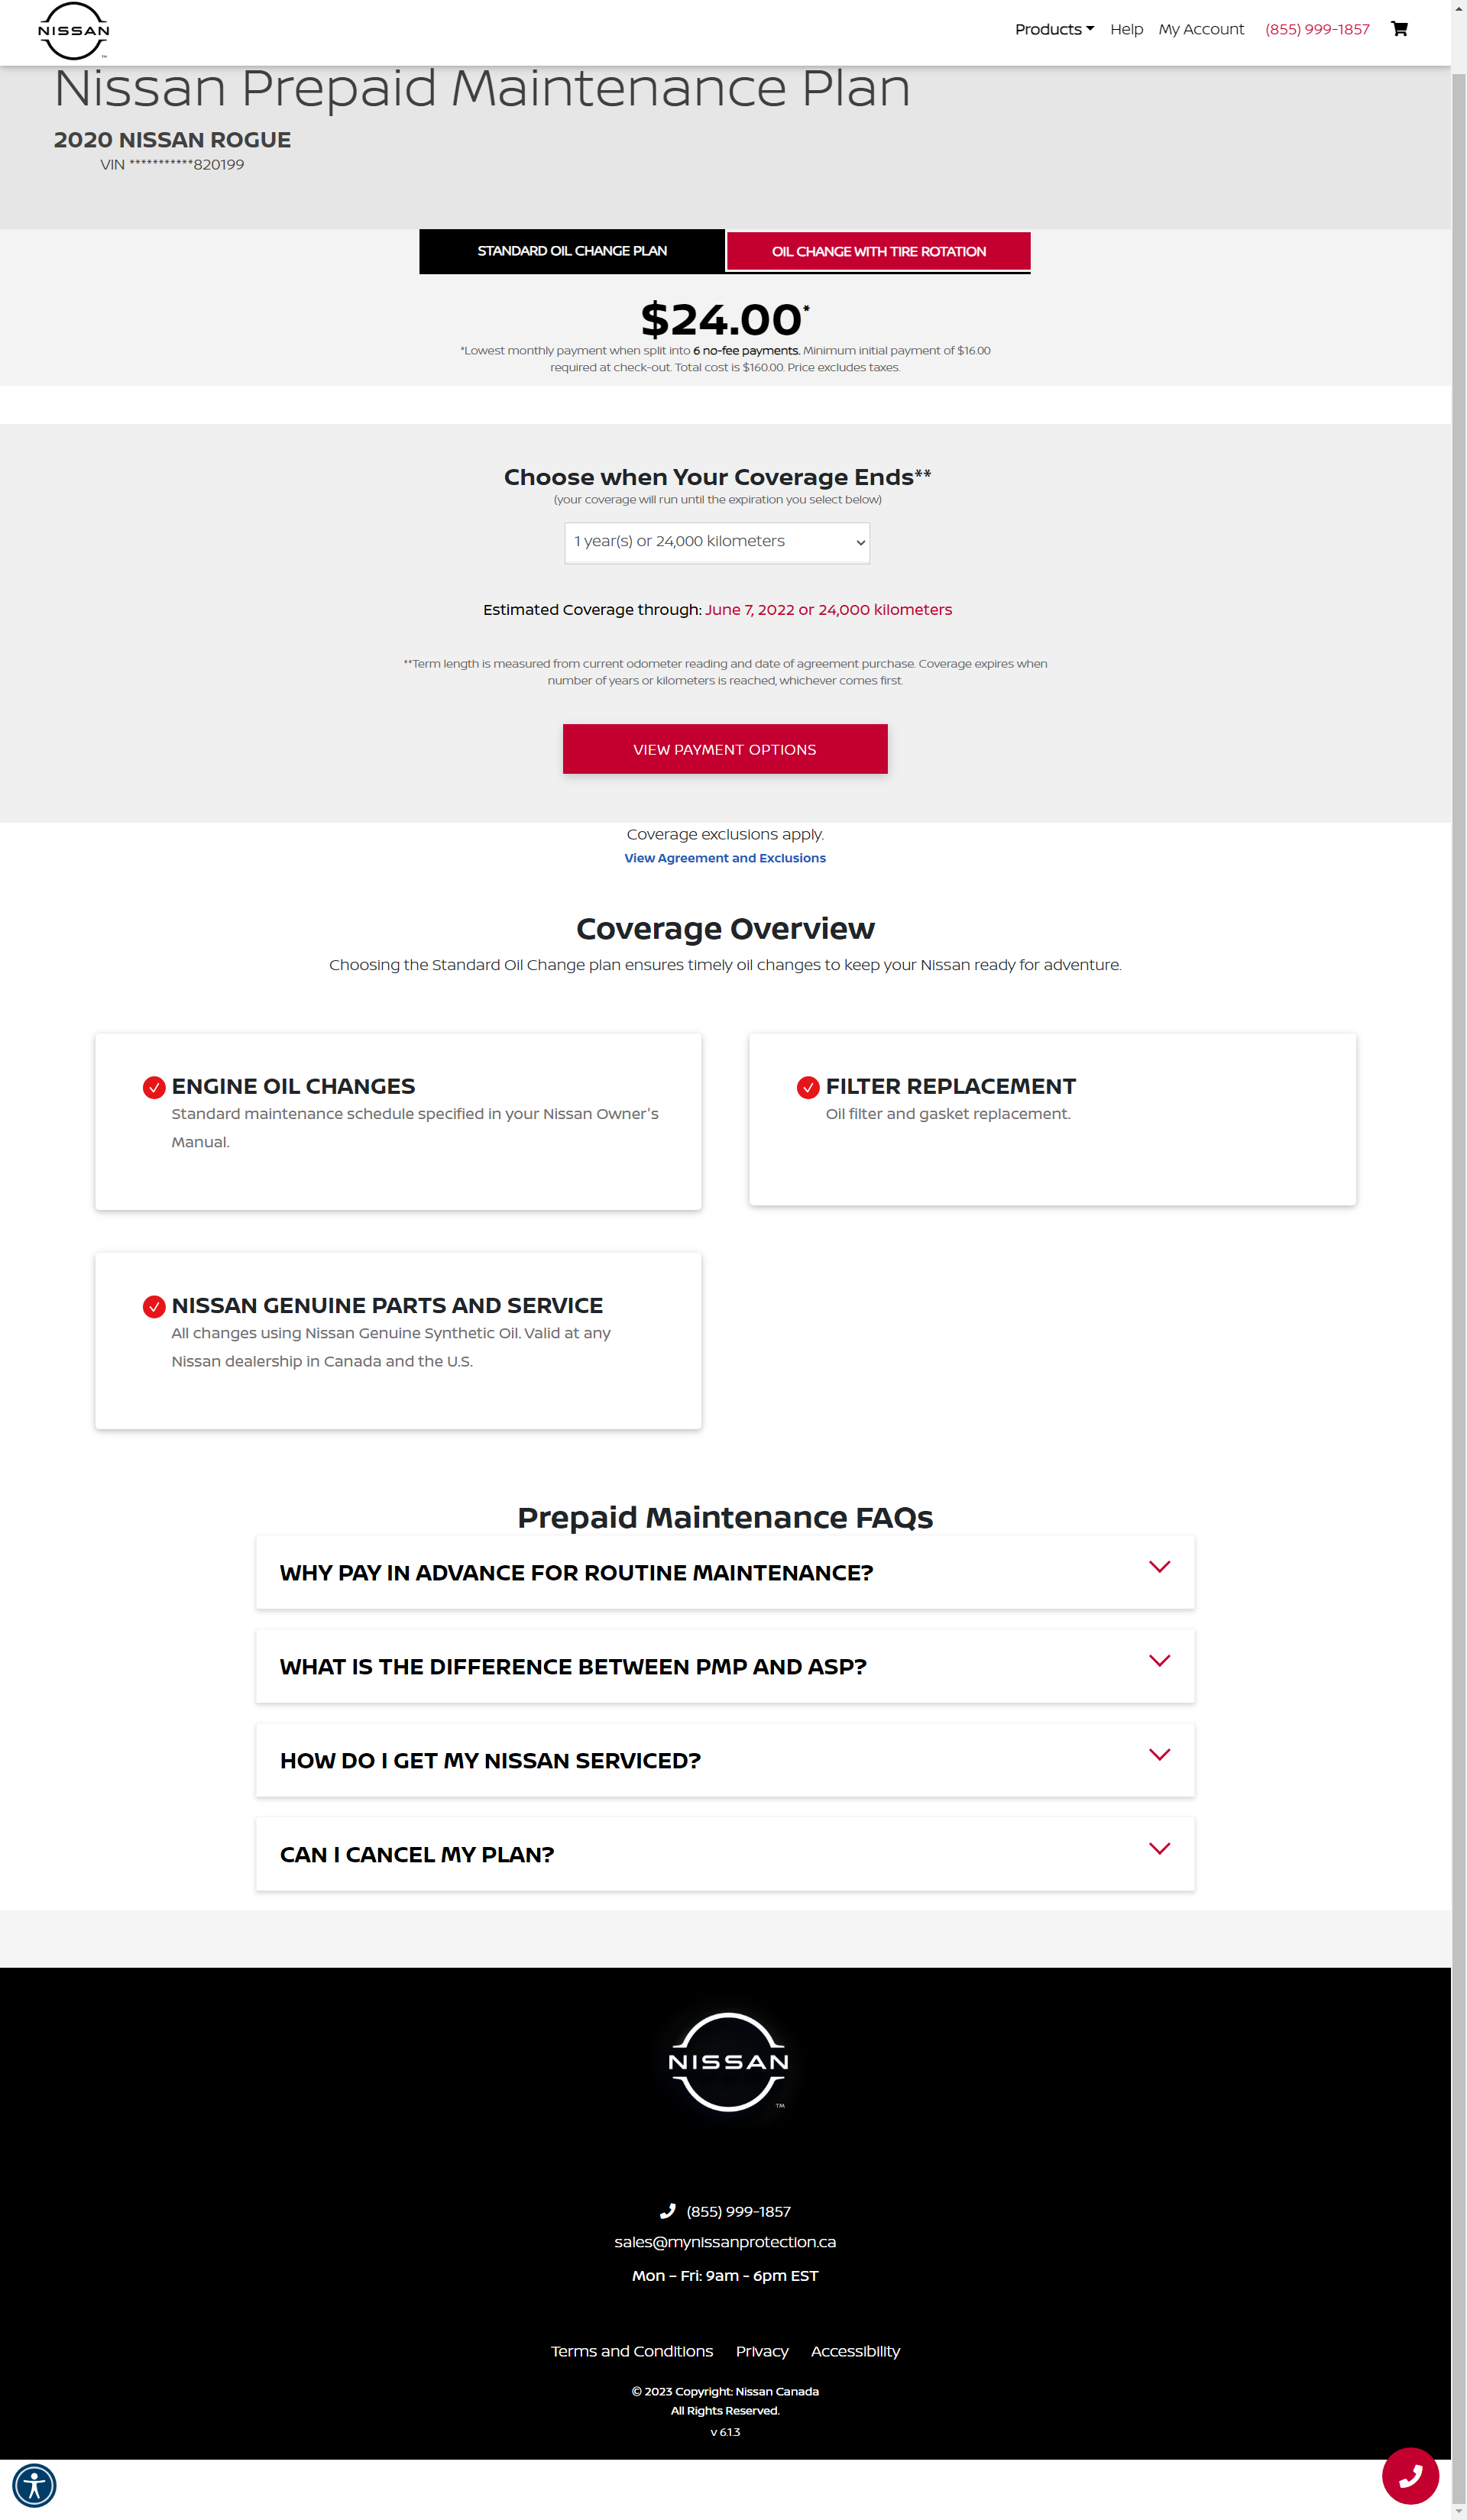 NISSAN
TM
Products
Help
My Account
(855) 999-1857
Nissan Prepaid Maintenance Plan
2020 NISSAN ROGUE
VIN ***********820199
STANDARD OIL CHANGE PLAN
OIL CHANGE WITH TIRE ROTATION
$24.00*
*Lowest monthly payment when split into 6 no-fee payments. Minimum initial payment of $16.00
required at check-out. Total cost is $160.00. Price excludes taxes.
Choose when Your Coverage Ends**
(your coverage will run until the expiration you select below)
1 year(s) or 24,000 kilometers
Estimated Coverage through: June 7, 2022 or 24,000 kilometers
**Term length is measured from current odometer reading and date of agreement purchase. Coverage expires when
number of years or kilometers is reached, whichever comes first.
VIEW PAYMENT OPTIONS
Coverage exclusions apply.
View Agreement and Exclusions
Coverage Overview
Choosing the Standard Oil Change plan ensures timely oil changes to keep your Nissan ready for adventure.
ENGINE OIL CHANGES
Standard maintenance schedule specified in your Nissan Owner's
Manual.
FILTER REPLACEMENT
Oil filter and gasket replacement.
NISSAN GENUINE PARTS AND SERVICE
All changes using Nissan Genuine Synthetic Oil. Valid at any
Nissan dealership in Canada and the U.S.
Prepaid Maintenance FAQs
WHY PAY IN ADVANCE FOR ROUTINE MAINTENANCE?
WHAT IS THE DIFFERENCE BETWEEN PMP AND ASP?
HOW DO I GET MY NISSAN SERVICED?
CAN I CANCEL MY PLAN?
NISSAN
TM
(855) 999-1857
sales@mynissanprotection.ca
Mon – Fri: 9am - 6pm EST
Terms and Conditions
Privacy
Accessibility
© 2023 Copyright: Nissan Canada
All Rights Reserved.
v 6.1.3